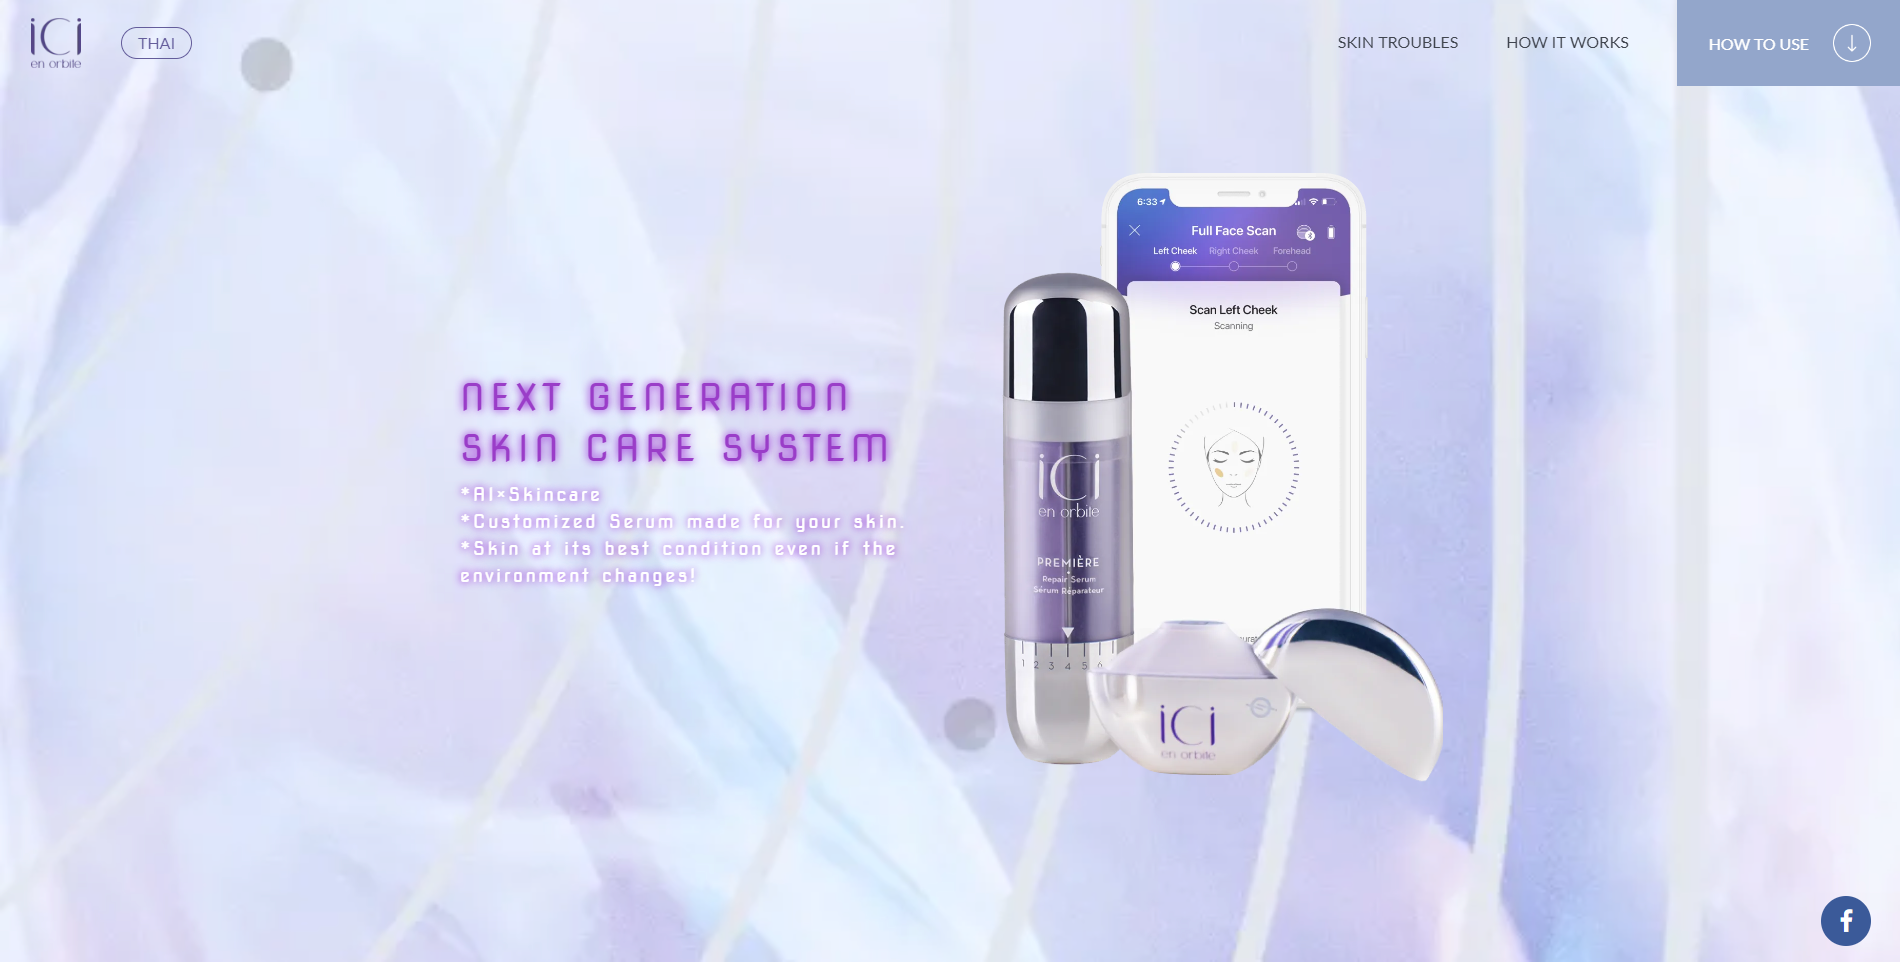 iCi
en orbite
THAI
SKIN TROUBLES
HOW IT WORKS
HOW TO USE
6:33
Full Face Scan
Left Cheek
Right Cheek
Forehead
Scan Left Cheek
Scanning
NEXT GENERATION
SKIN CARE SYSTEM
*AI×Skincare
*Customized Serum made for your skin.
*Skin at its best condition even if the
environment changes!
iCi
en orbite
PREMIÈRE
Repair Serum
Sérum Réparateur
1 2 3 4 5 6
iCi
en orbite